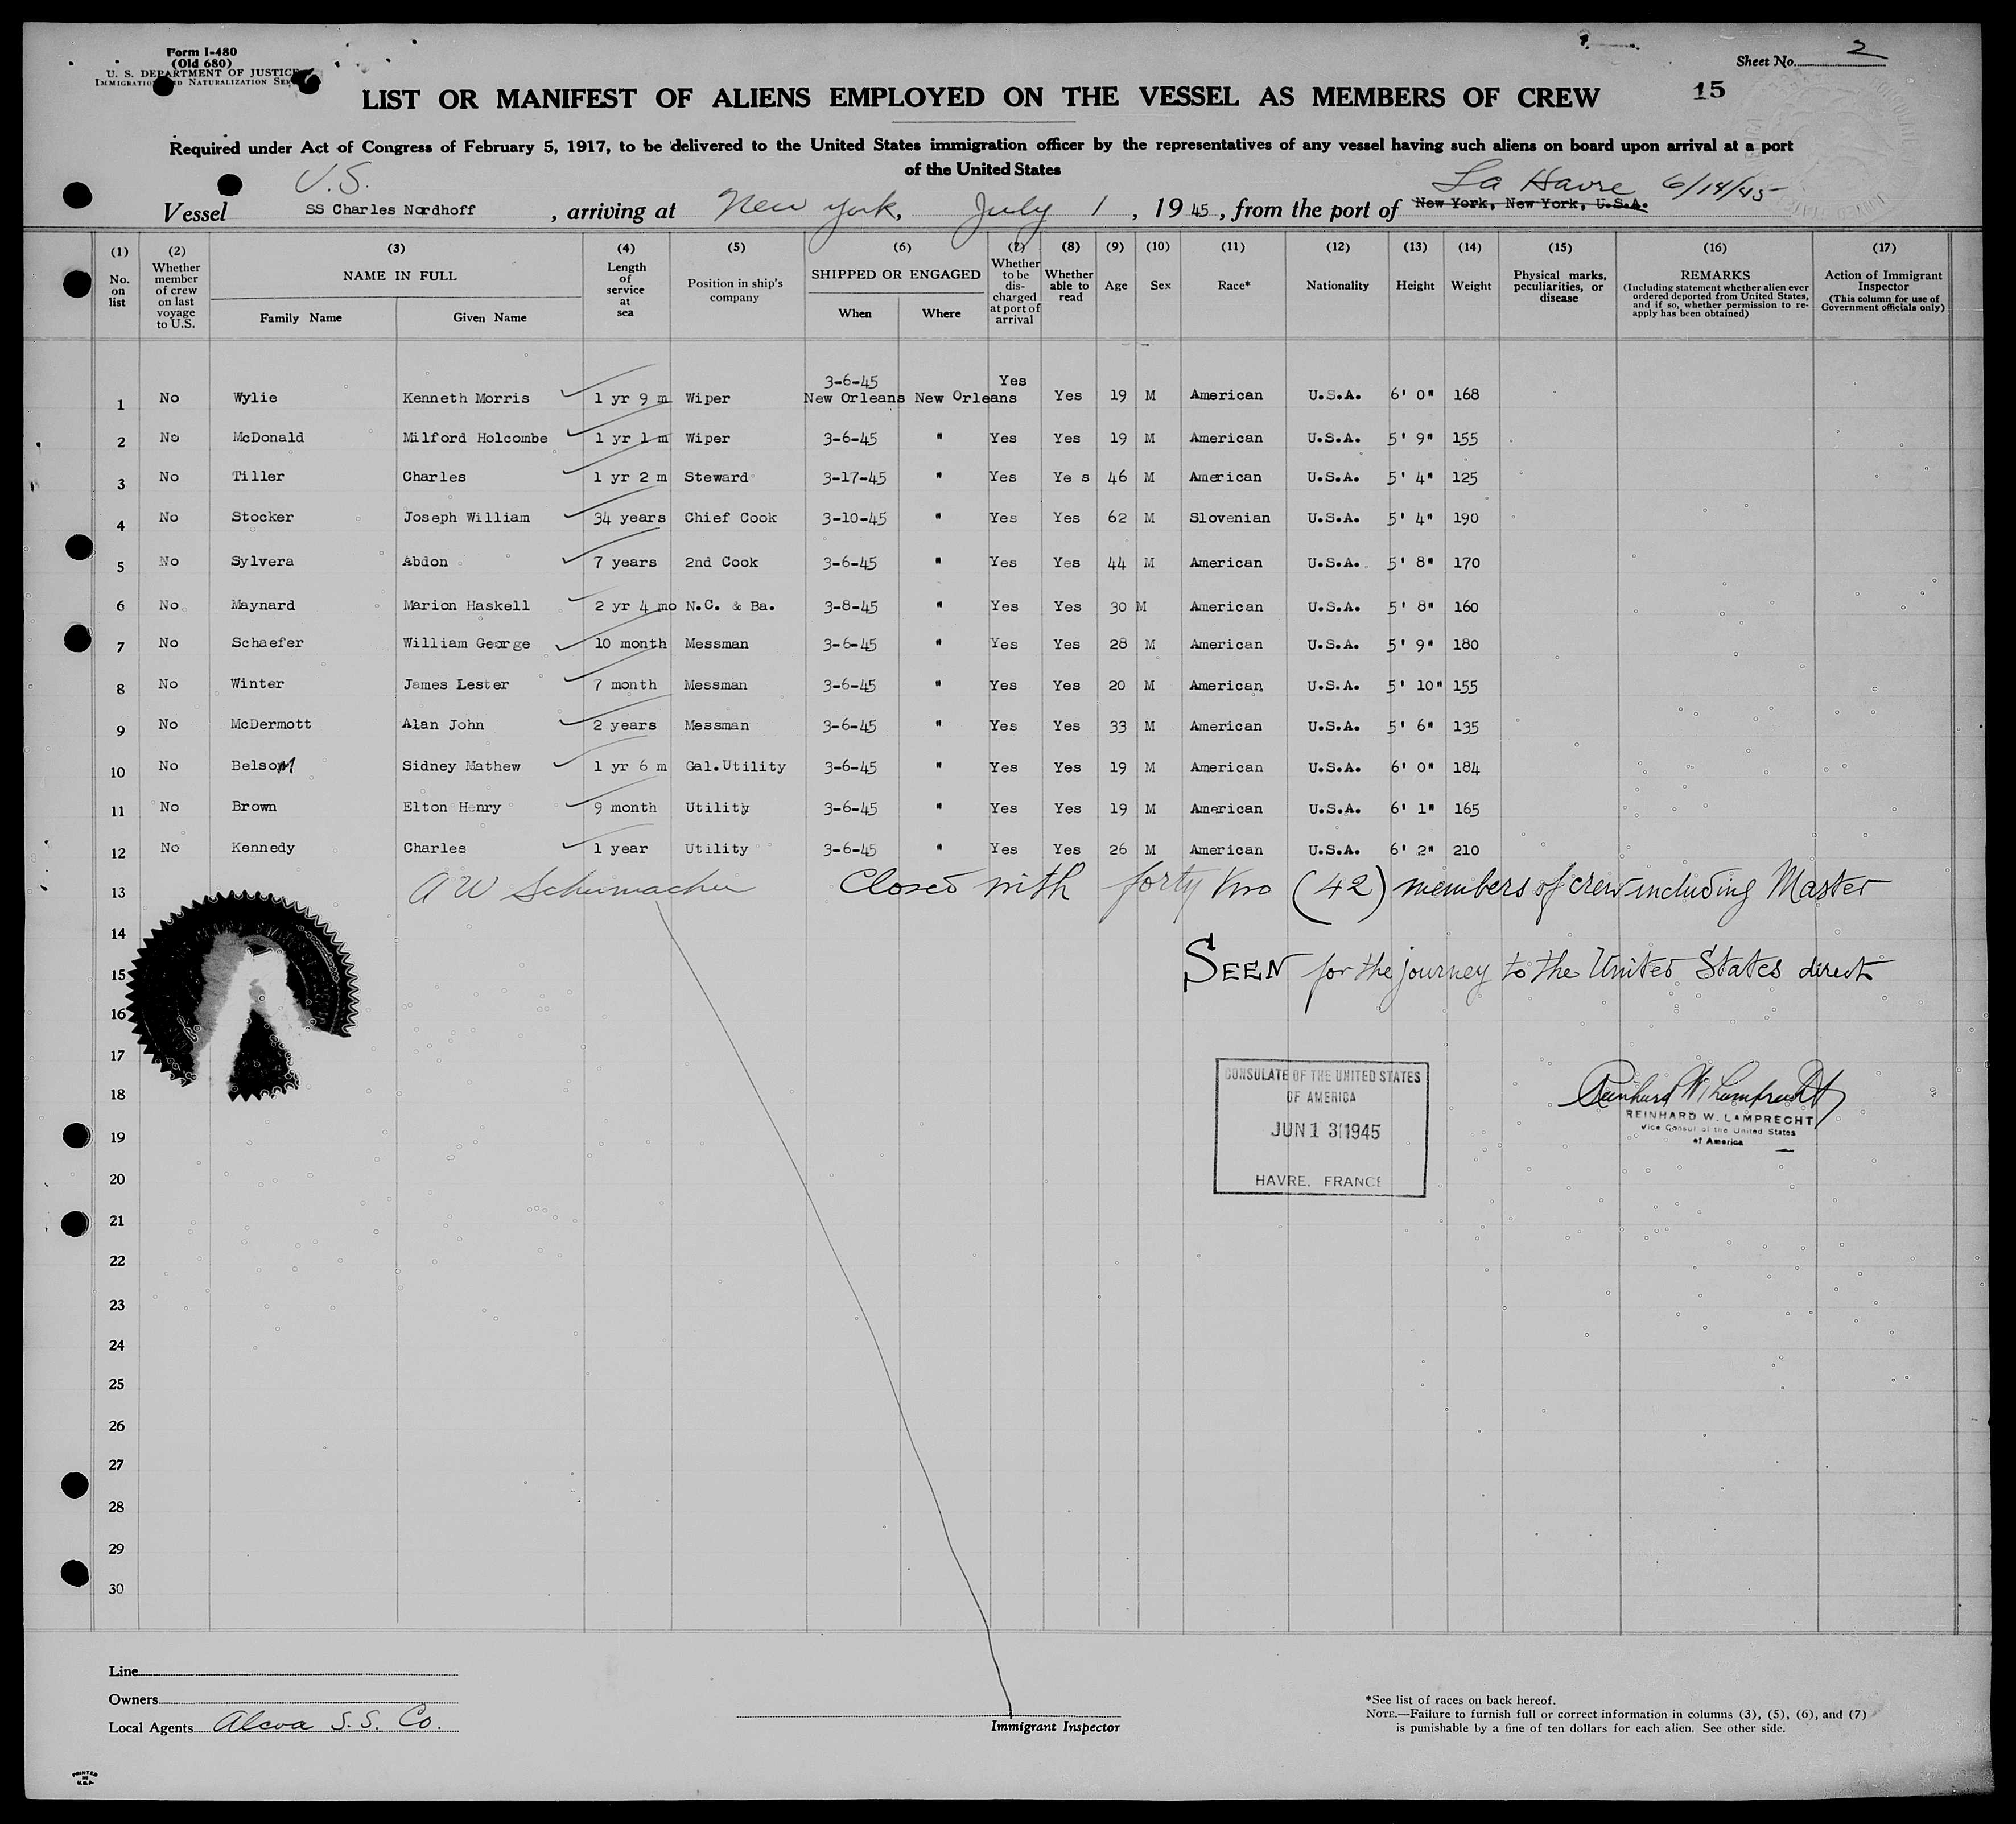 Form I-480
(Old 680)
U. S. DEPARTMENT OF JUSTICE
IMMIGRATION AND NATURALIZATION
Sheet No. 2
15
LIST OR MANIFEST OF ALIENS EMPLOYED ON THE VESSEL AS MEMBERS OF CREW
Required under Act of Congress of February 5, 1917, to be delivered to the United States immigration officer by the representatives of any vessel having such aliens on board upon arrival at a port
of the United States
U.S. La Havre 6/14/45
Vessel SS Charles Nordhoff, arriving at New York, July 1, 1945, from the port of New York, New York, U.S.A.
(1) (2) (3) (4) (5) (6) (7) (8) (9) (10) (11) (12) (13) (14) (15) (16) (17)
No. on list
Whether member of crew on last voyage to U.S.
NAME IN FULL
Family Name
Given Name
Length of service at sea
Position in ship's company
SHIPPED OR ENGAGED
When
Where
Whether to be discharged at port of arrival
Whether able to read
Age
Sex
Race*
Nationality
Height
Weight
Physical marks, peculiarities, or disease
REMARKS
(Including statement whether alien ever ordered deported from United States, and if so, whether permission to re-apply has been obtained)
Action of Immigrant Inspector
(This column for use of Government officials only)
3-6-45 Yes
1 No Wylie Kenneth Morris 1 yr 9 m Wiper New Orleans New Orleans Yes 19 M American U.S.A. 6' 0" 168
2 No McDonald Milford Holcombe 1 yr 1 m Wiper 3-6-45 " Yes Yes 19 M American U.S.A. 5' 9" 155
3 No Tiller Charles 1 yr 2 m Steward 3-17-45 " Yes Ye s 46 M American U.S.A. 5' 4" 125
4 No Stocker Joseph William 34 years Chief Cook 3-10-45 " Yes Yes 62 M Slovenian U.S.A. 5' 4" 190
5 No Sylvera Abdon 7 years 2nd Cook 3-6-45 " Yes Yes 44 M American U.S.A. 5' 8" 170
6 No Maynard Marion Haskell 2 yr 4 mo N.C. & Ba. 3-8-45 " Yes Yes 30 M American U.S.A. 5' 8" 160
7 No Schaefer William George 10 month Messman 3-6-45 " Yes Yes 28 M American U.S.A. 5' 9" 180
8 No Winter James Lester 7 month Messman 3-6-45 " Yes Yes 20 M American U.S.A. 5' 10" 155
9 No McDermott Alan John 2 years Messman 3-6-45 " Yes Yes 33 M American U.S.A. 5' 6" 135
10 No Belsom Sidney Mathew 1 yr 6 m Gal.Utility 3-6-45 " Yes Yes 19 M American U.S.A. 6' 0" 184
11 No Brown Elton Henry 9 month Utility 3-6-45 " Yes Yes 19 M American U.S.A. 6' 1" 165
12 No Kennedy Charles 1 year Utility 3-6-45 " Yes Yes 26 M American U.S.A. 6' 2" 210
13 A W Schumacher Closed with forty two (42) members of crew including Master
14
15 SEEN for the journey to the United States direct
16
17
18
19
20
21
22
23
24
25
26
27
28
29
30
CONSULATE OF THE UNITED STATES
OF AMERICA
JUN 13 1945
HAVRE, FRANCE
Reinhard W. Lamprecht
REINHARD W. LAMPRECHT
Vice Consul of the United States
of America
Line
Owners
Local Agents Alcoa S.S. Co.
Immigrant Inspector
*See list of races on back hereof.
NOTE.—Failure to furnish full or correct information in columns (3), (5), (6), and (7)
is punishable by a fine of ten dollars for each alien. See other side.
PRINTED
IN
U.S.A.